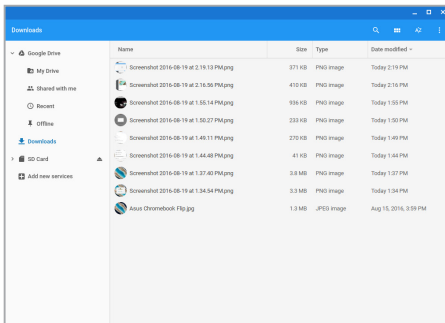 Downloads
AZ
Google Drive
My Drive
Shared with me
Recent
Offline
Downloads
SD Card
Add new services
Name Size Type Date modified
Screenshot 2016-08-19 at 2.19.13 PM.png 371 KB PNG image Today 2:19 PM
Screenshot 2016-08-19 at 2.16.56 PM.png 410 KB PNG image Today 2:16 PM
Screenshot 2016-08-19 at 1.55.14 PM.png 936 KB PNG image Today 1:55 PM
Screenshot 2016-08-19 at 1.50.27 PM.png 233 KB PNG image Today 1:50 PM
Screenshot 2016-08-19 at 1.49.11 PM.png 270 KB PNG image Today 1:49 PM
Screenshot 2016-08-19 at 1.44.48 PM.png 41 KB PNG image Today 1:44 PM
Screenshot 2016-08-19 at 1.37.40 PM.png 3.8 MB PNG image Today 1:37 PM
Screenshot 2016-08-19 at 1.34.54 PM.png 3.3 MB PNG image Today 1:34 PM
Asus Chromebook Flip.jpg 1.3 MB JPEG image Aug 15, 2016, 3:59 PM